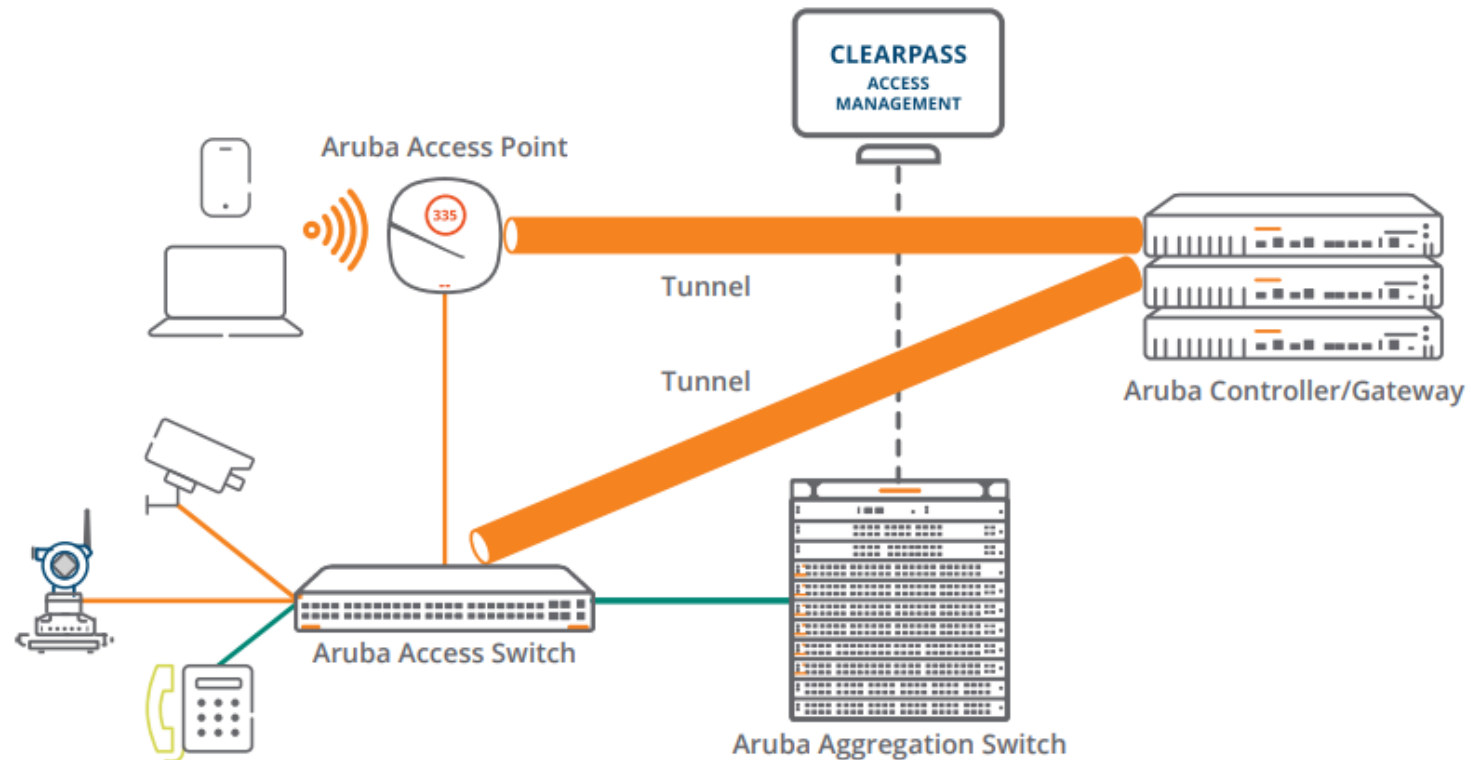 CLEARPASS
ACCESS
MANAGEMENT
Aruba Access Point
335
Tunnel
Tunnel
Aruba Controller/Gateway
Aruba Access Switch
Aruba Aggregation Switch